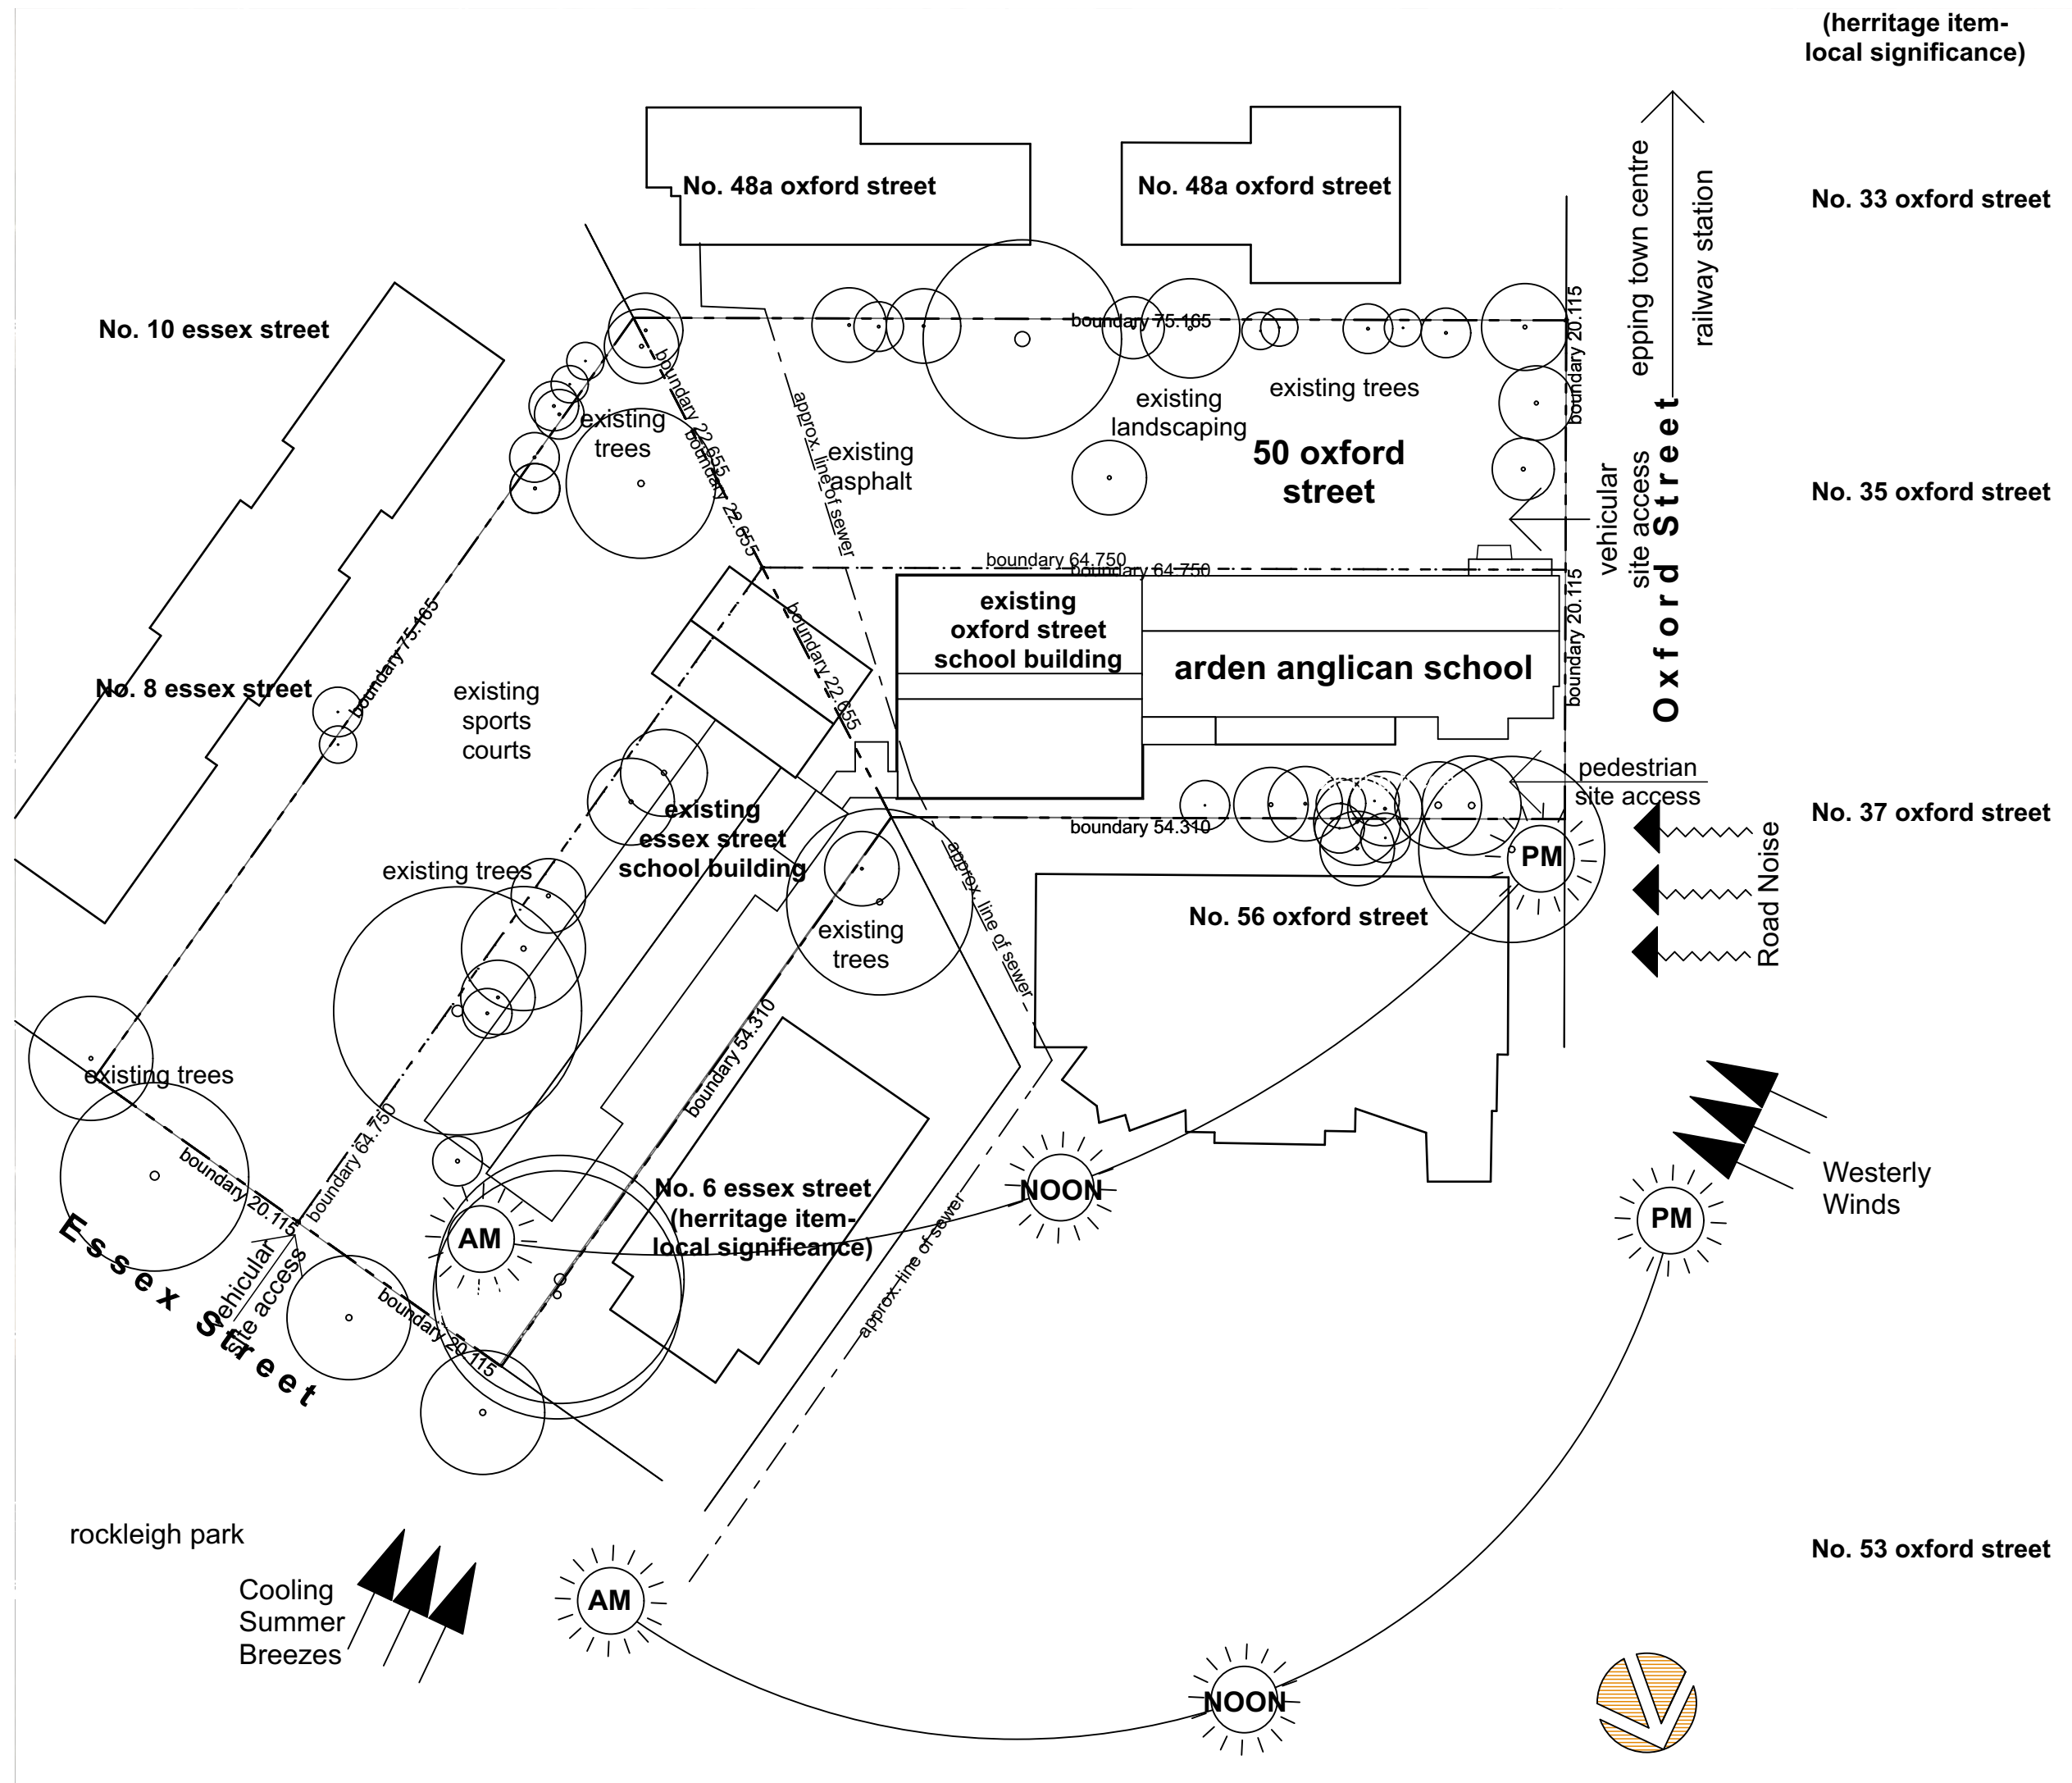 (herritage item-
local significance)
No. 48a oxford street
No. 48a oxford street
No. 33 oxford street
epping town centre
railway station
No. 10 essex street
boundary 75.165
boundary 20.115
existing trees
existing
landscaping
existing
trees
boundary 22.655
boundary 22.655
approx. line of sewer
existing
asphalt
50 oxford
street
vehicular
site access
Oxford Street
No. 35 oxford street
boundary 64.750
boundary 64.750
existing
oxford street
school building
arden anglican school
boundary 20.115
boundary 22.655
boundary 75.165
No. 8 essex street
existing
sports
courts
pedestrian
site access
existing
essex street
school building
boundary 54.310
No. 37 oxford street
Road Noise
PM
existing trees
existing
trees
approx. line of sewer
No. 56 oxford street
boundary 54.310
existing trees
boundary 64.750
boundary 20.115
Essex Street
vehicular
site access
AM
No. 6 essex street
(herritage item-
local significance)
NOON
approx. line of sewer
PM
Westerly
Winds
boundary 20.115
rockleigh park
Cooling
Summer
Breezes
AM
NOON
No. 53 oxford street